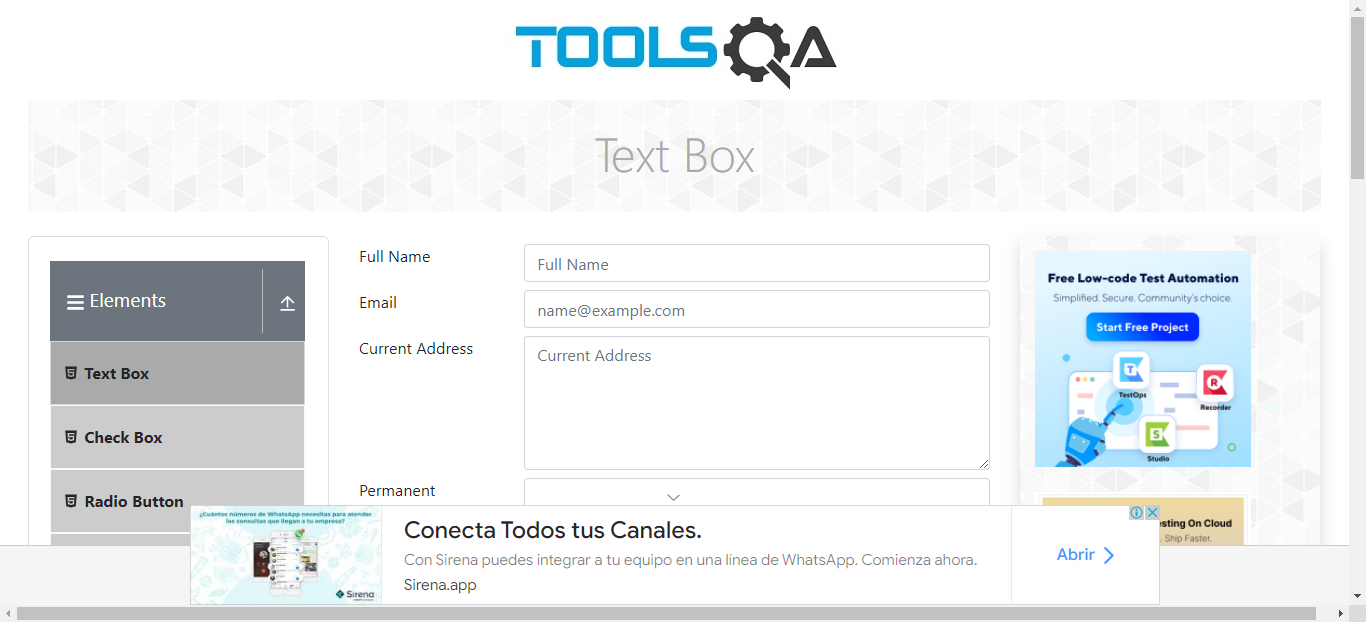 TOOLSQA
Text Box
Elements
Text Box
Check Box
Radio Button
Full Name
Full Name
Email
name@example.com
Current Address
Current Address
Permanent
Free Low-code Test Automation
Simplified. Secure. Community's choice.
Start Free Project
TestOps
Recorder
Studio
sting On Cloud
. Ship Faster.
¿Cuántos números de WhatsApp necesitas para atender
las consultas que llegan a tu empresa?
Sirena
Conecta Todos tus Canales.
Con Sirena puedes integrar a tu equipo en una línea de WhatsApp. Comienza ahora.
Sirena.app
Abrir